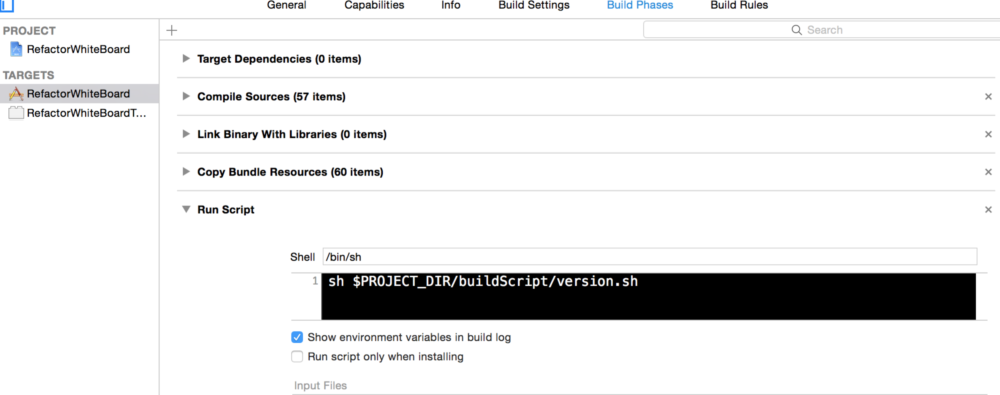 General Capabilities Info Build Settings Build Phases Build Rules
PROJECT
RefactorWhiteBoard
TARGETS
RefactorWhiteBoard
RefactorWhiteBoardT...
Search
Target Dependencies (0 items)
Compile Sources (57 items)
Link Binary With Libraries (0 items)
Copy Bundle Resources (60 items)
Run Script
Shell /bin/sh
1 sh $PROJECT_DIR/buildScript/version.sh
Show environment variables in build log
Run script only when installing
Input Files